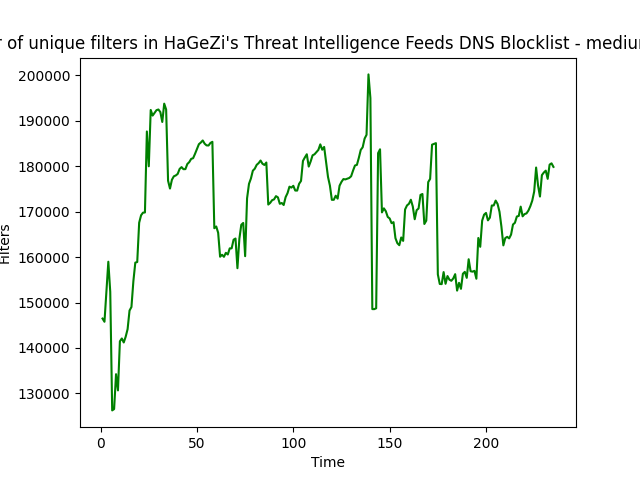 r of unique filters in HaGeZi's Threat Intelligence Feeds DNS Blocklist - mediu
200000
190000
180000
170000
160000
150000
140000
130000
Filters
0 50 100 150 200
Time